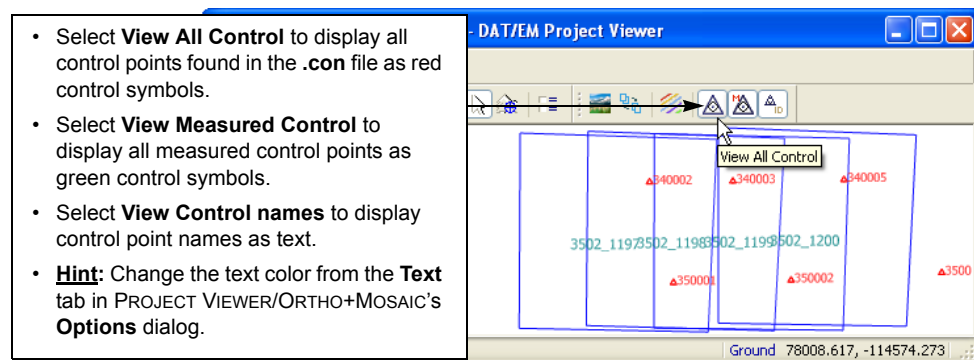 • Select View All Control to display all
control points found in the .con file as red
control symbols.
• Select View Measured Control to
display all measured control points as
green control symbols.
• Select View Control names to display
control point names as text.
• Hint: Change the text color from the Text
tab in PROJECT VIEWER/ORTHO+MOSAIC's
Options dialog.
- DAT/EM Project Viewer
M
ID
View All Control
340002
340003
340005
3502_1197
3502_1198
3502_1199
3502_1200
350001
350002
3500
Ground 78008.617, -114574.273